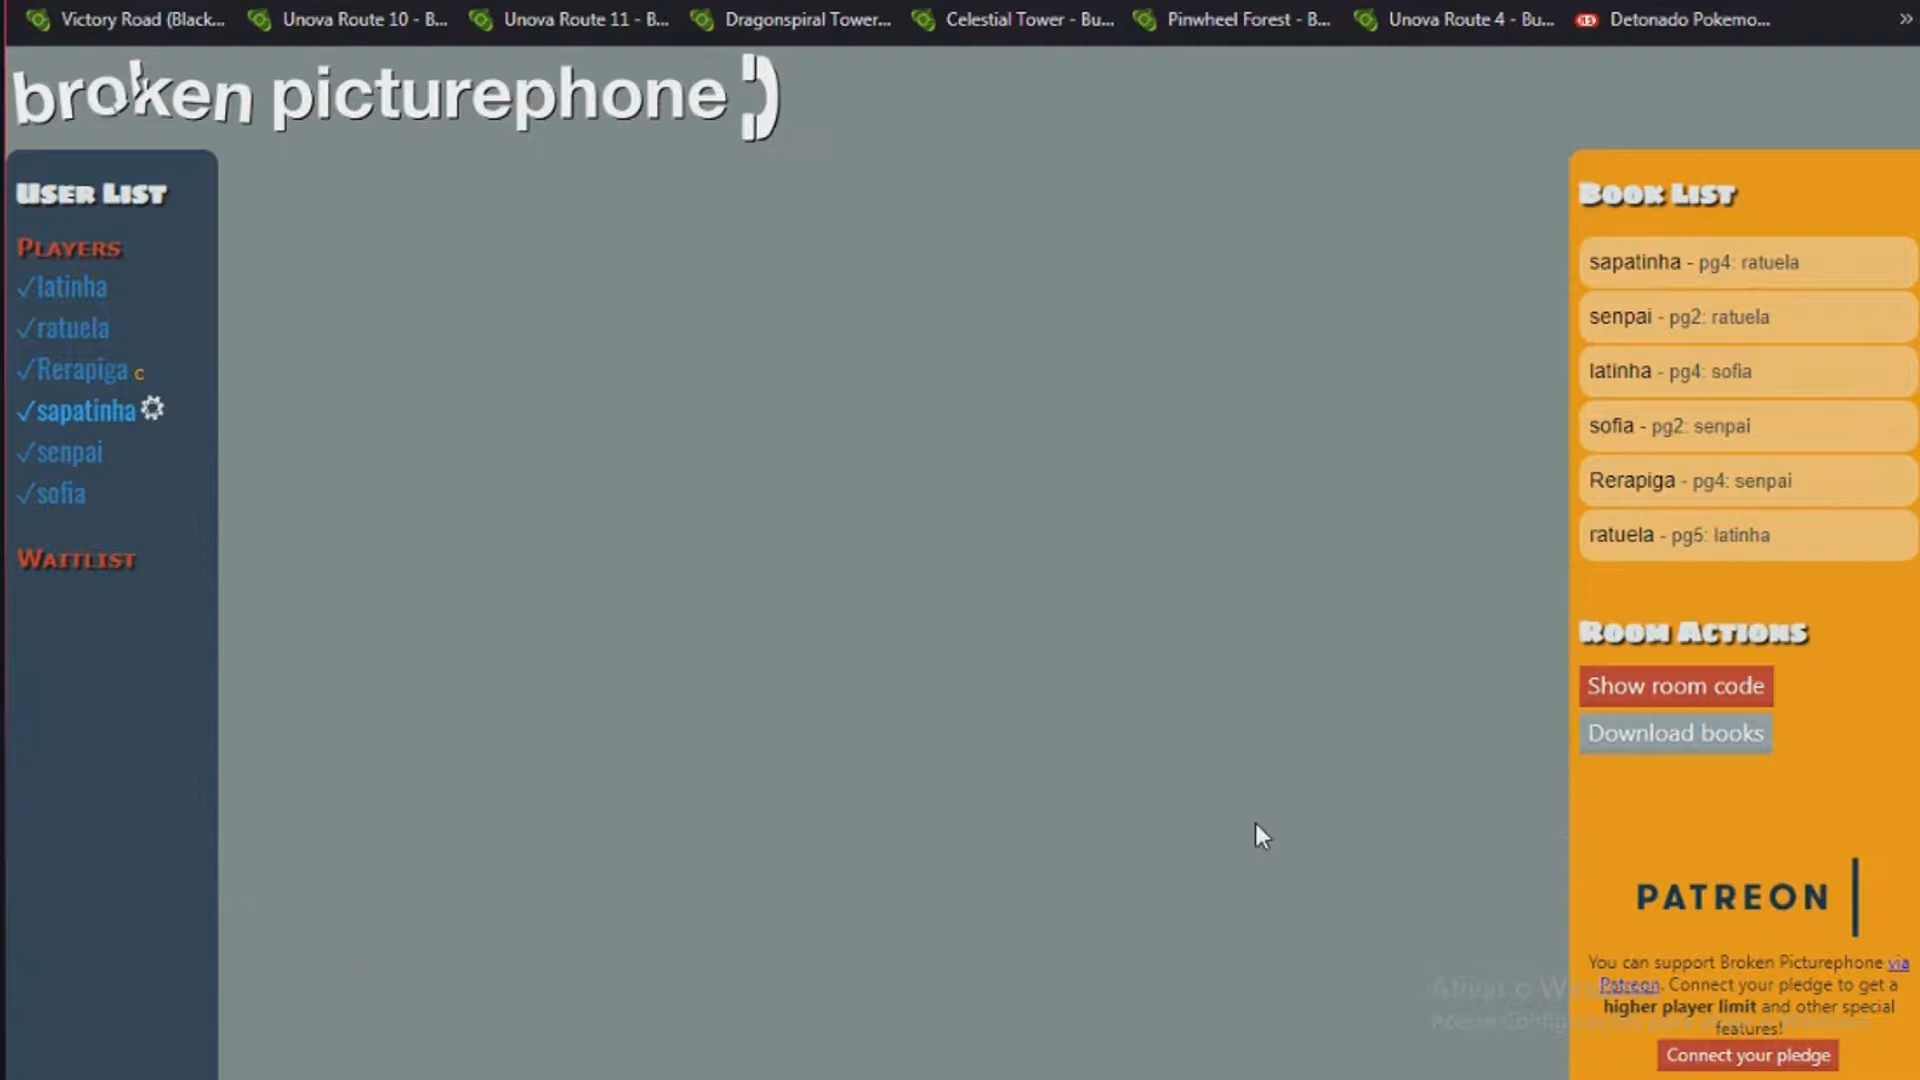 Victory Road (Black...
Unova Route 10 - B...
Unova Route 11 - B...
Dragonspiral Tower...
Celestial Tower - Bu...
Pinwheel Forest - B...
Unova Route 4 - Bu...
Detonado Pokemo...
»
broken picturephone
User List
Players
✓latinha
✓ratuela
✓Rerapiga c
✓sapatinha
✓senpai
✓sofia
Waitlist
Book List
sapatinha - pg4: ratuela
senpai - pg2: ratuela
latinha - pg4: sofia
sofia - pg2: senpai
Rerapiga - pg4: senpai
ratuela - pg5: latinha
Room Actions
Show room code
Download books
PATREON
You can support Broken Picturephone via
Patreon. Connect your pledge to get a
higher player limit and other special
features!
Connect your pledge
Ativar o W